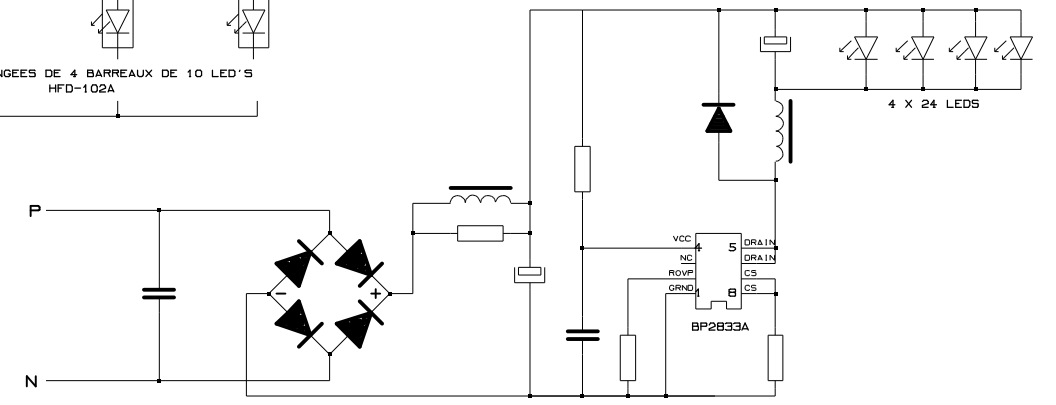 NGEES DE 4 BARREAUX DE 10 LED'S
HFD-102A
4 X 24 LEDS
P
N
-
+
VCC
4
5
DRAIN
NC
DRAIN
ROVP
CS
GRND
1
8
CS
BP2833A